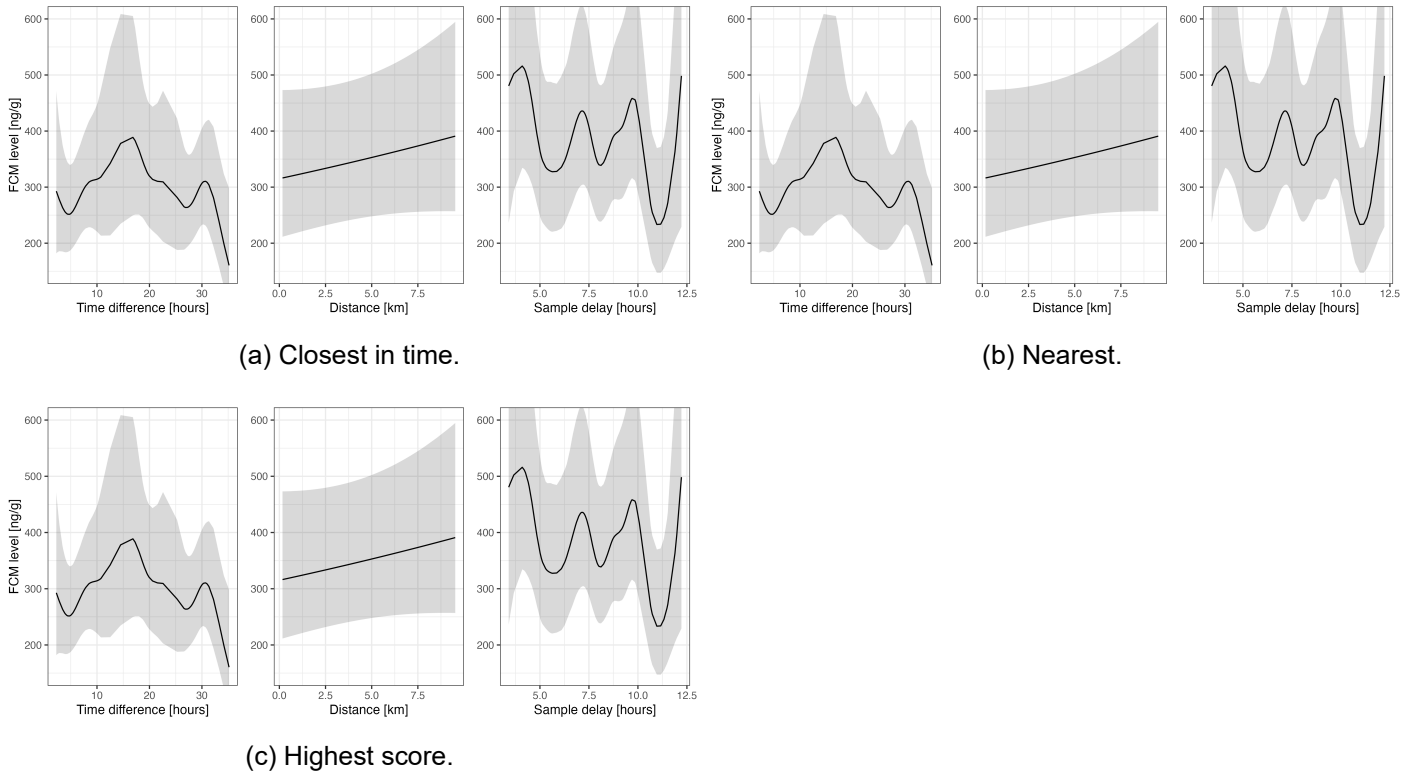 600
500
400
300
200
FCM level [ng/g]
10 20 30
Time difference [hours]
600
500
400
300
200
0.0 2.5 5.0 7.5
Distance [km]
600
500
400
300
200
5.0 7.5 10.0 12.5
Sample delay [hours]
(a) Closest in time.
600
500
400
300
200
FCM level [ng/g]
10 20 30
Time difference [hours]
600
500
400
300
200
0.0 2.5 5.0 7.5
Distance [km]
600
500
400
300
200
5.0 7.5 10.0 12.5
Sample delay [hours]
(b) Nearest.
600
500
400
300
200
FCM level [ng/g]
10 20 30
Time difference [hours]
600
500
400
300
200
0.0 2.5 5.0 7.5
Distance [km]
600
500
400
300
200
5.0 7.5 10.0 12.5
Sample delay [hours]
(c) Highest score.